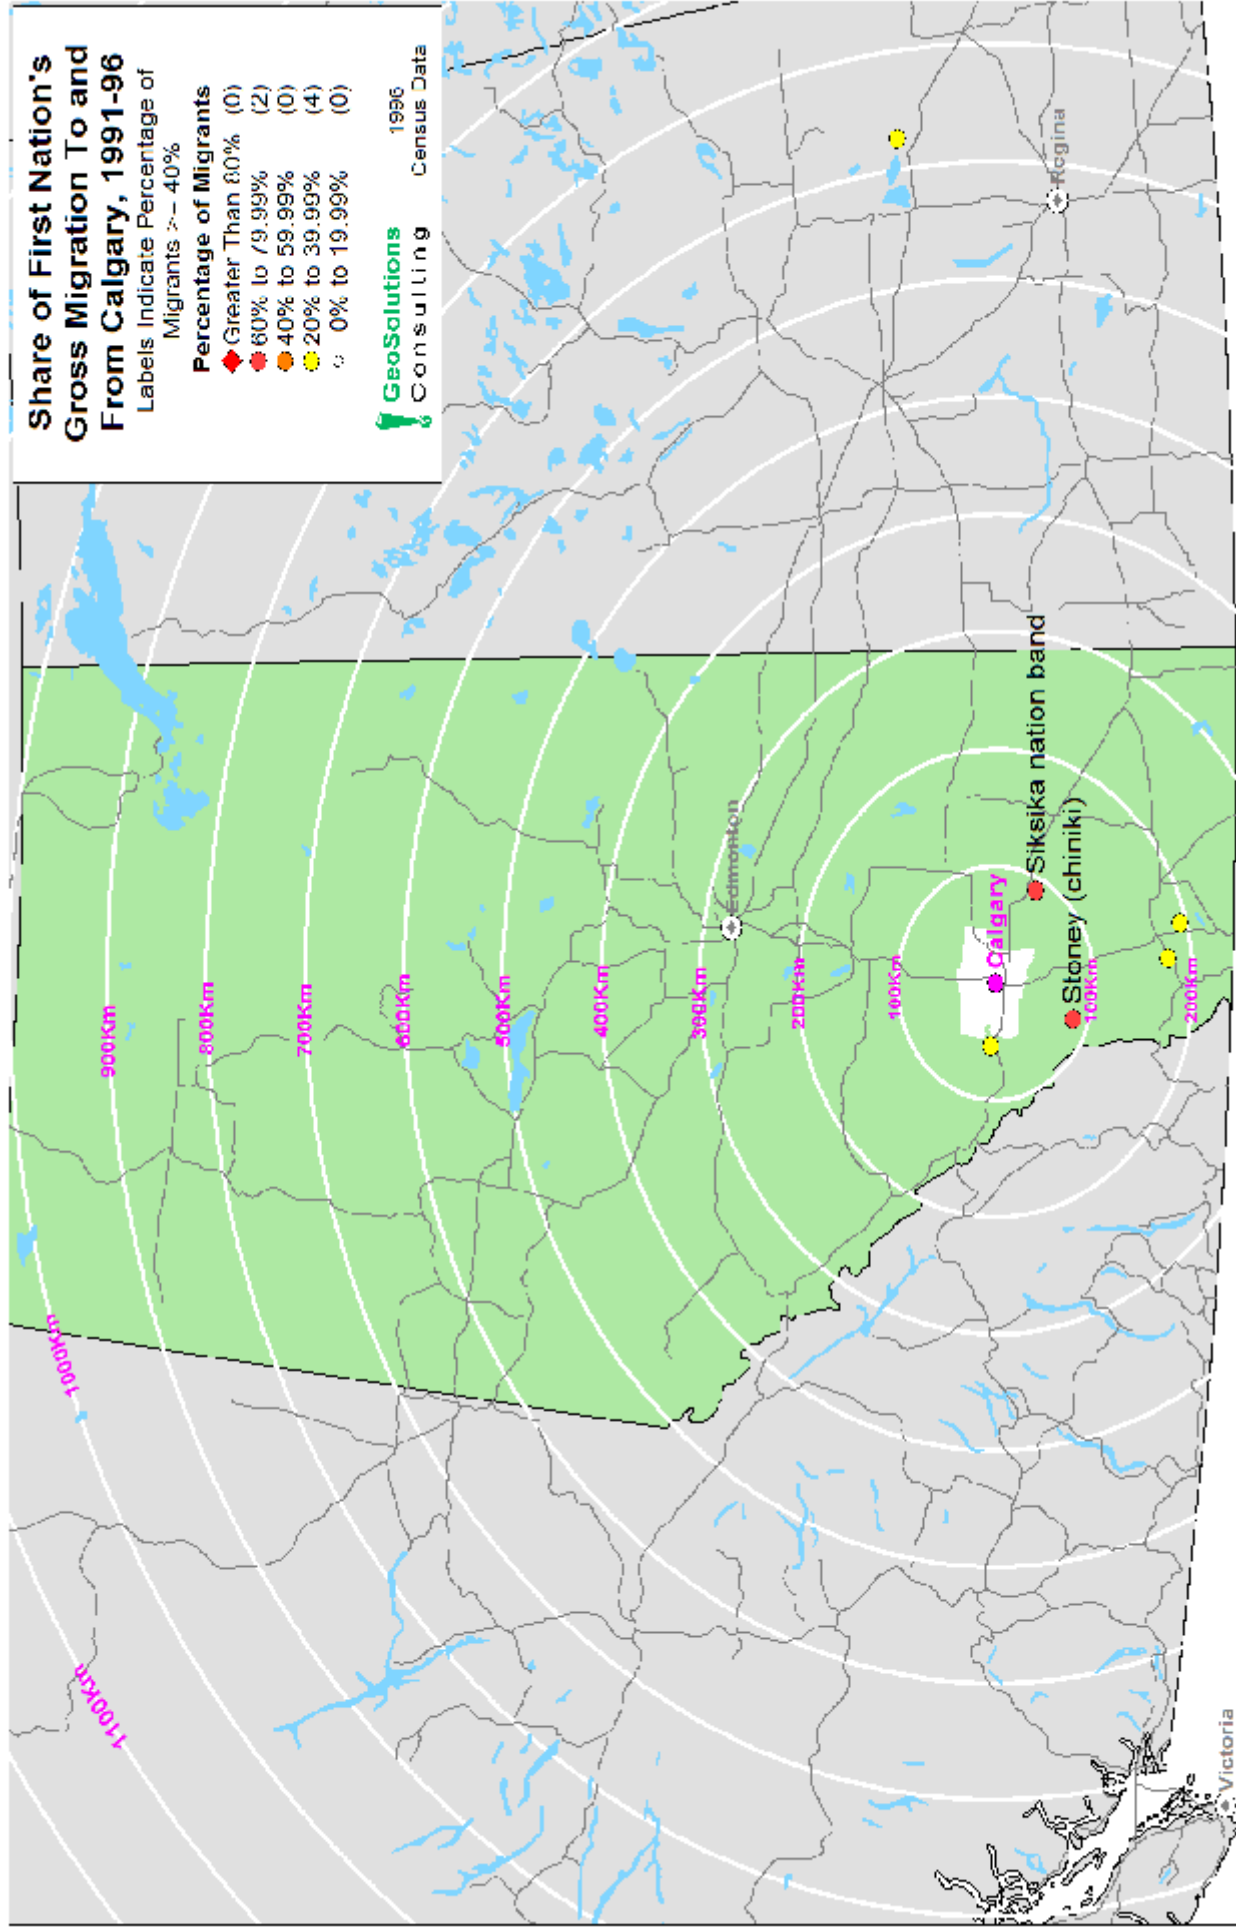 Share of First Nation's
Gross Migration To and
From Calgary, 1991-96
Labels Indicate Percentage of
Migrants >= 40%
Percentage of Migrants
Greater Than 80% (0)
60% to 79.99% (2)
40% to 59.99% (0)
20% to 39.99% (4)
0% to 19.99% (0)
GeoSolutions
Consulting
1996
Census Data
1100Km
1000Km
900Km
800Km
700Km
600Km
500Km
400Km
300Km
200Km
100Km
Edmonton
Calgary
Siksika nation band
Stoney (chiniki)
100Km
200Km
Regina
Victoria